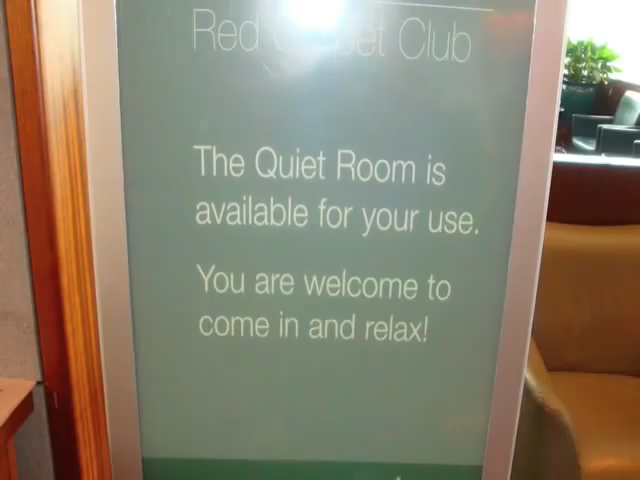 Red Club
The Quiet Room is
available for your use.
You are welcome to
come in and relax!